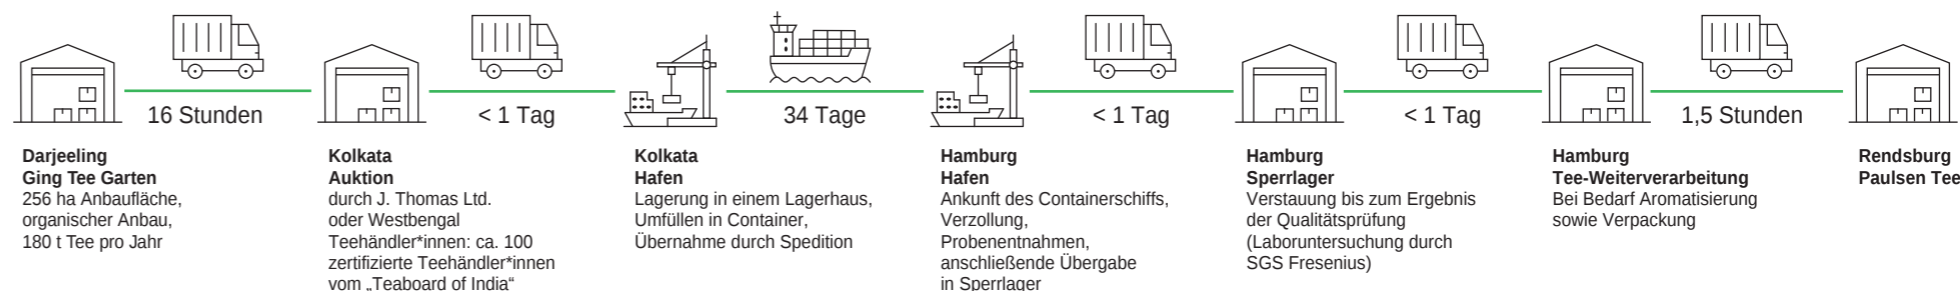 16 Stunden
< 1 Tag
34 Tage
< 1 Tag
< 1 Tag
1,5 Stunden
Darjeeling
Ging Tee Garten
256 ha Anbaufläche,
organischer Anbau,
180 t Tee pro Jahr
Kolkata
Auktion
durch J. Thomas Ltd.
oder Westbengal
Teehändler*innen: ca. 100
zertifizierte Teehändler*innen
vom „Teaboard of India“
Kolkata
Hafen
Lagerung in einem Lagerhaus,
Umfüllen in Container,
Übernahme durch Spedition
Hamburg
Hafen
Ankunft des Containerschiffs,
Verzollung,
Probenentnahmen,
anschließende Übergabe
in Sperrlager
Hamburg
Sperrlager
Verstauung bis zum Ergebnis
der Qualitätsprüfung
(Laboruntersuchung durch
SGS Fresenius)
Hamburg
Tee-Weiterverarbeitung
Bei Bedarf Aromatisierung
sowie Verpackung
Rendsburg
Paulsen Tee